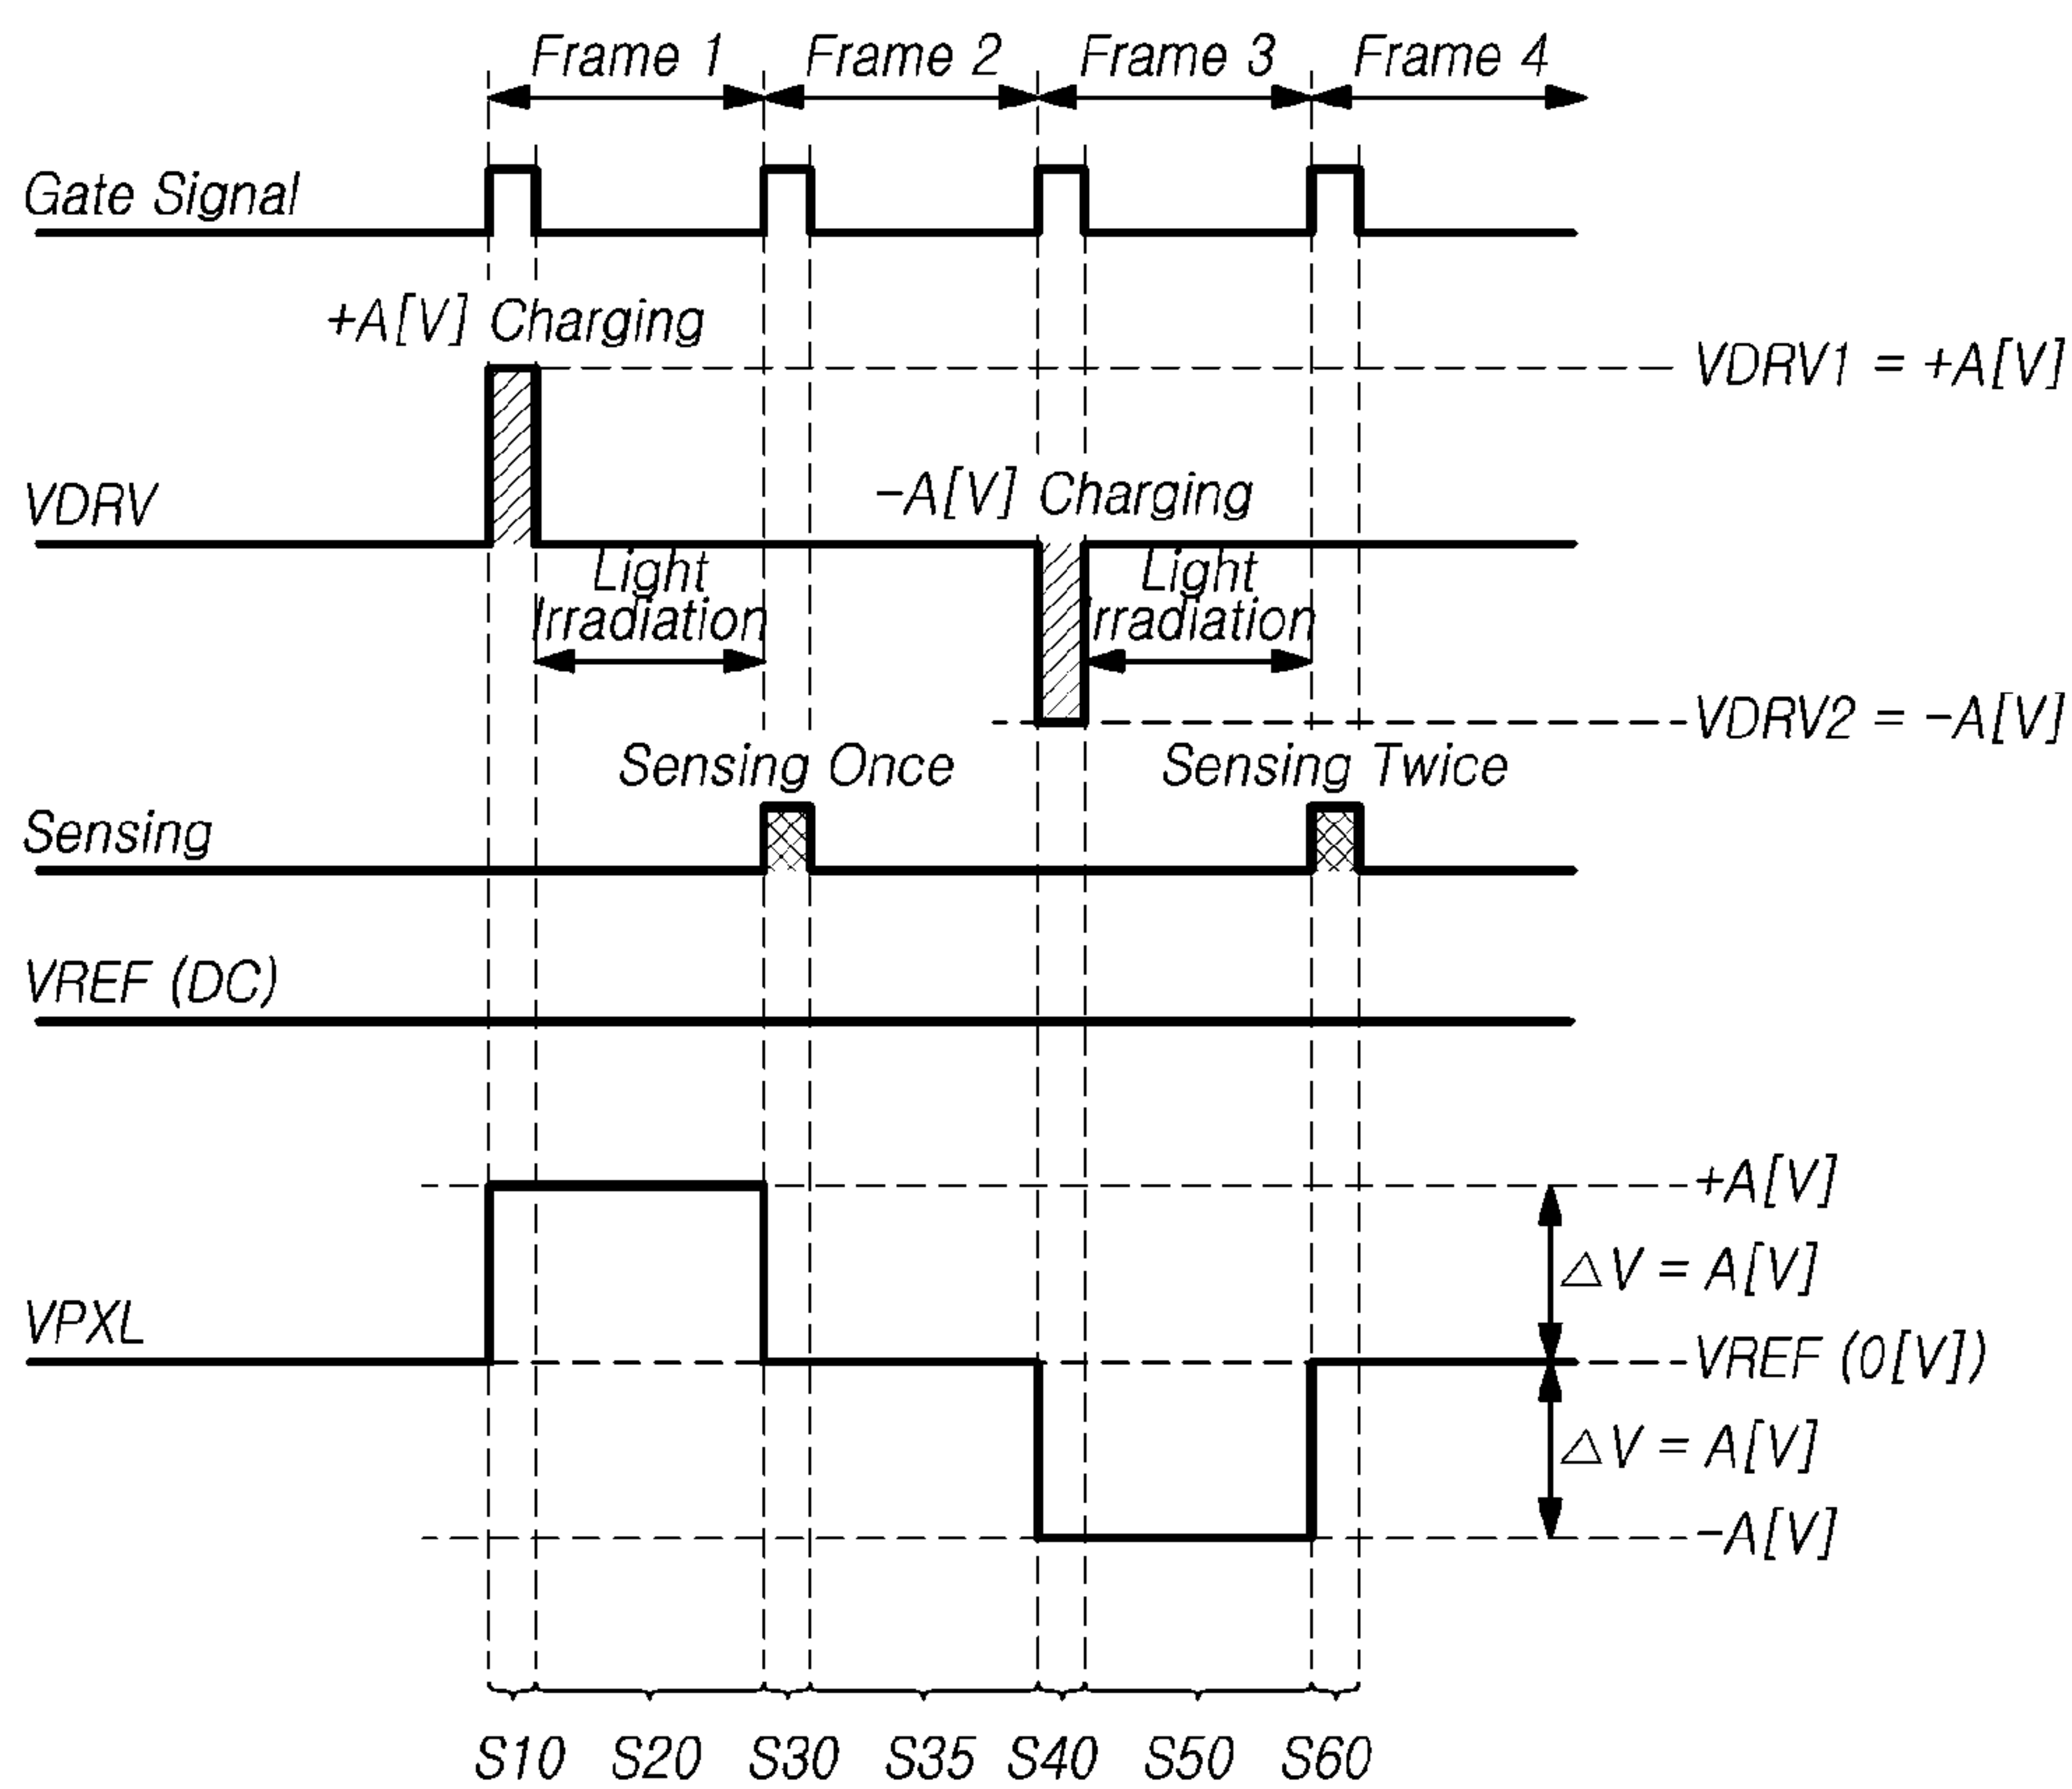 Frame 1 Frame 2 Frame 3 Frame 4
Gate Signal
+A[V] Charging
VDRV1 = +A[V]
VDRV
−A[V] Charging
Light
Irradiation
Light
Irradiation
VDRV2 = −A[V]
Sensing Once
Sensing Twice
Sensing
VREF (DC)
+A[V]
△V = A[V]
VPXL
VREF (0[V])
△V = A[V]
−A[V]
S10 S20 S30 S35 S40 S50 S60